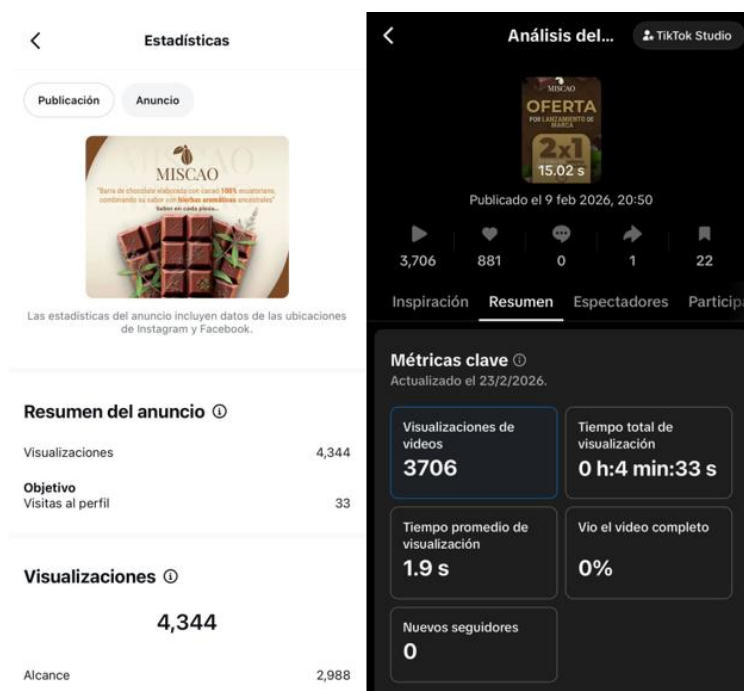 Estadísticas
Publicación
Anuncio
MISCAO
MISCAO
"Barra de chocolate elaborada con cacao 100% ecuatoriano,
combinando su sabor con hierbas aromáticas ancestrales"
Sabor en cada pieza...
Las estadísticas del anuncio incluyen datos de las ubicaciones
de Instagram y Facebook.
Resumen del anuncio
Visualizaciones 4,344
Objetivo
Visitas al perfil 33
Visualizaciones
4,344
Alcance 2,988
Análisis del...
TikTok Studio
MISCAO
OFERTA
POR LANZAMIENTO DE
MARCA
2x1
15.02 s
Publicado el 9 feb 2026, 20:50
3,706 881 0 1 22
Inspiración Resumen Espectadores Particip
Métricas clave
Actualizado el 23/2/2026.
Visualizaciones de
videos
3706
Tiempo total de
visualización
0 h:4 min:33 s
Tiempo promedio de
visualización
1.9 s
Vio el video completo
0%
Nuevos seguidores
0